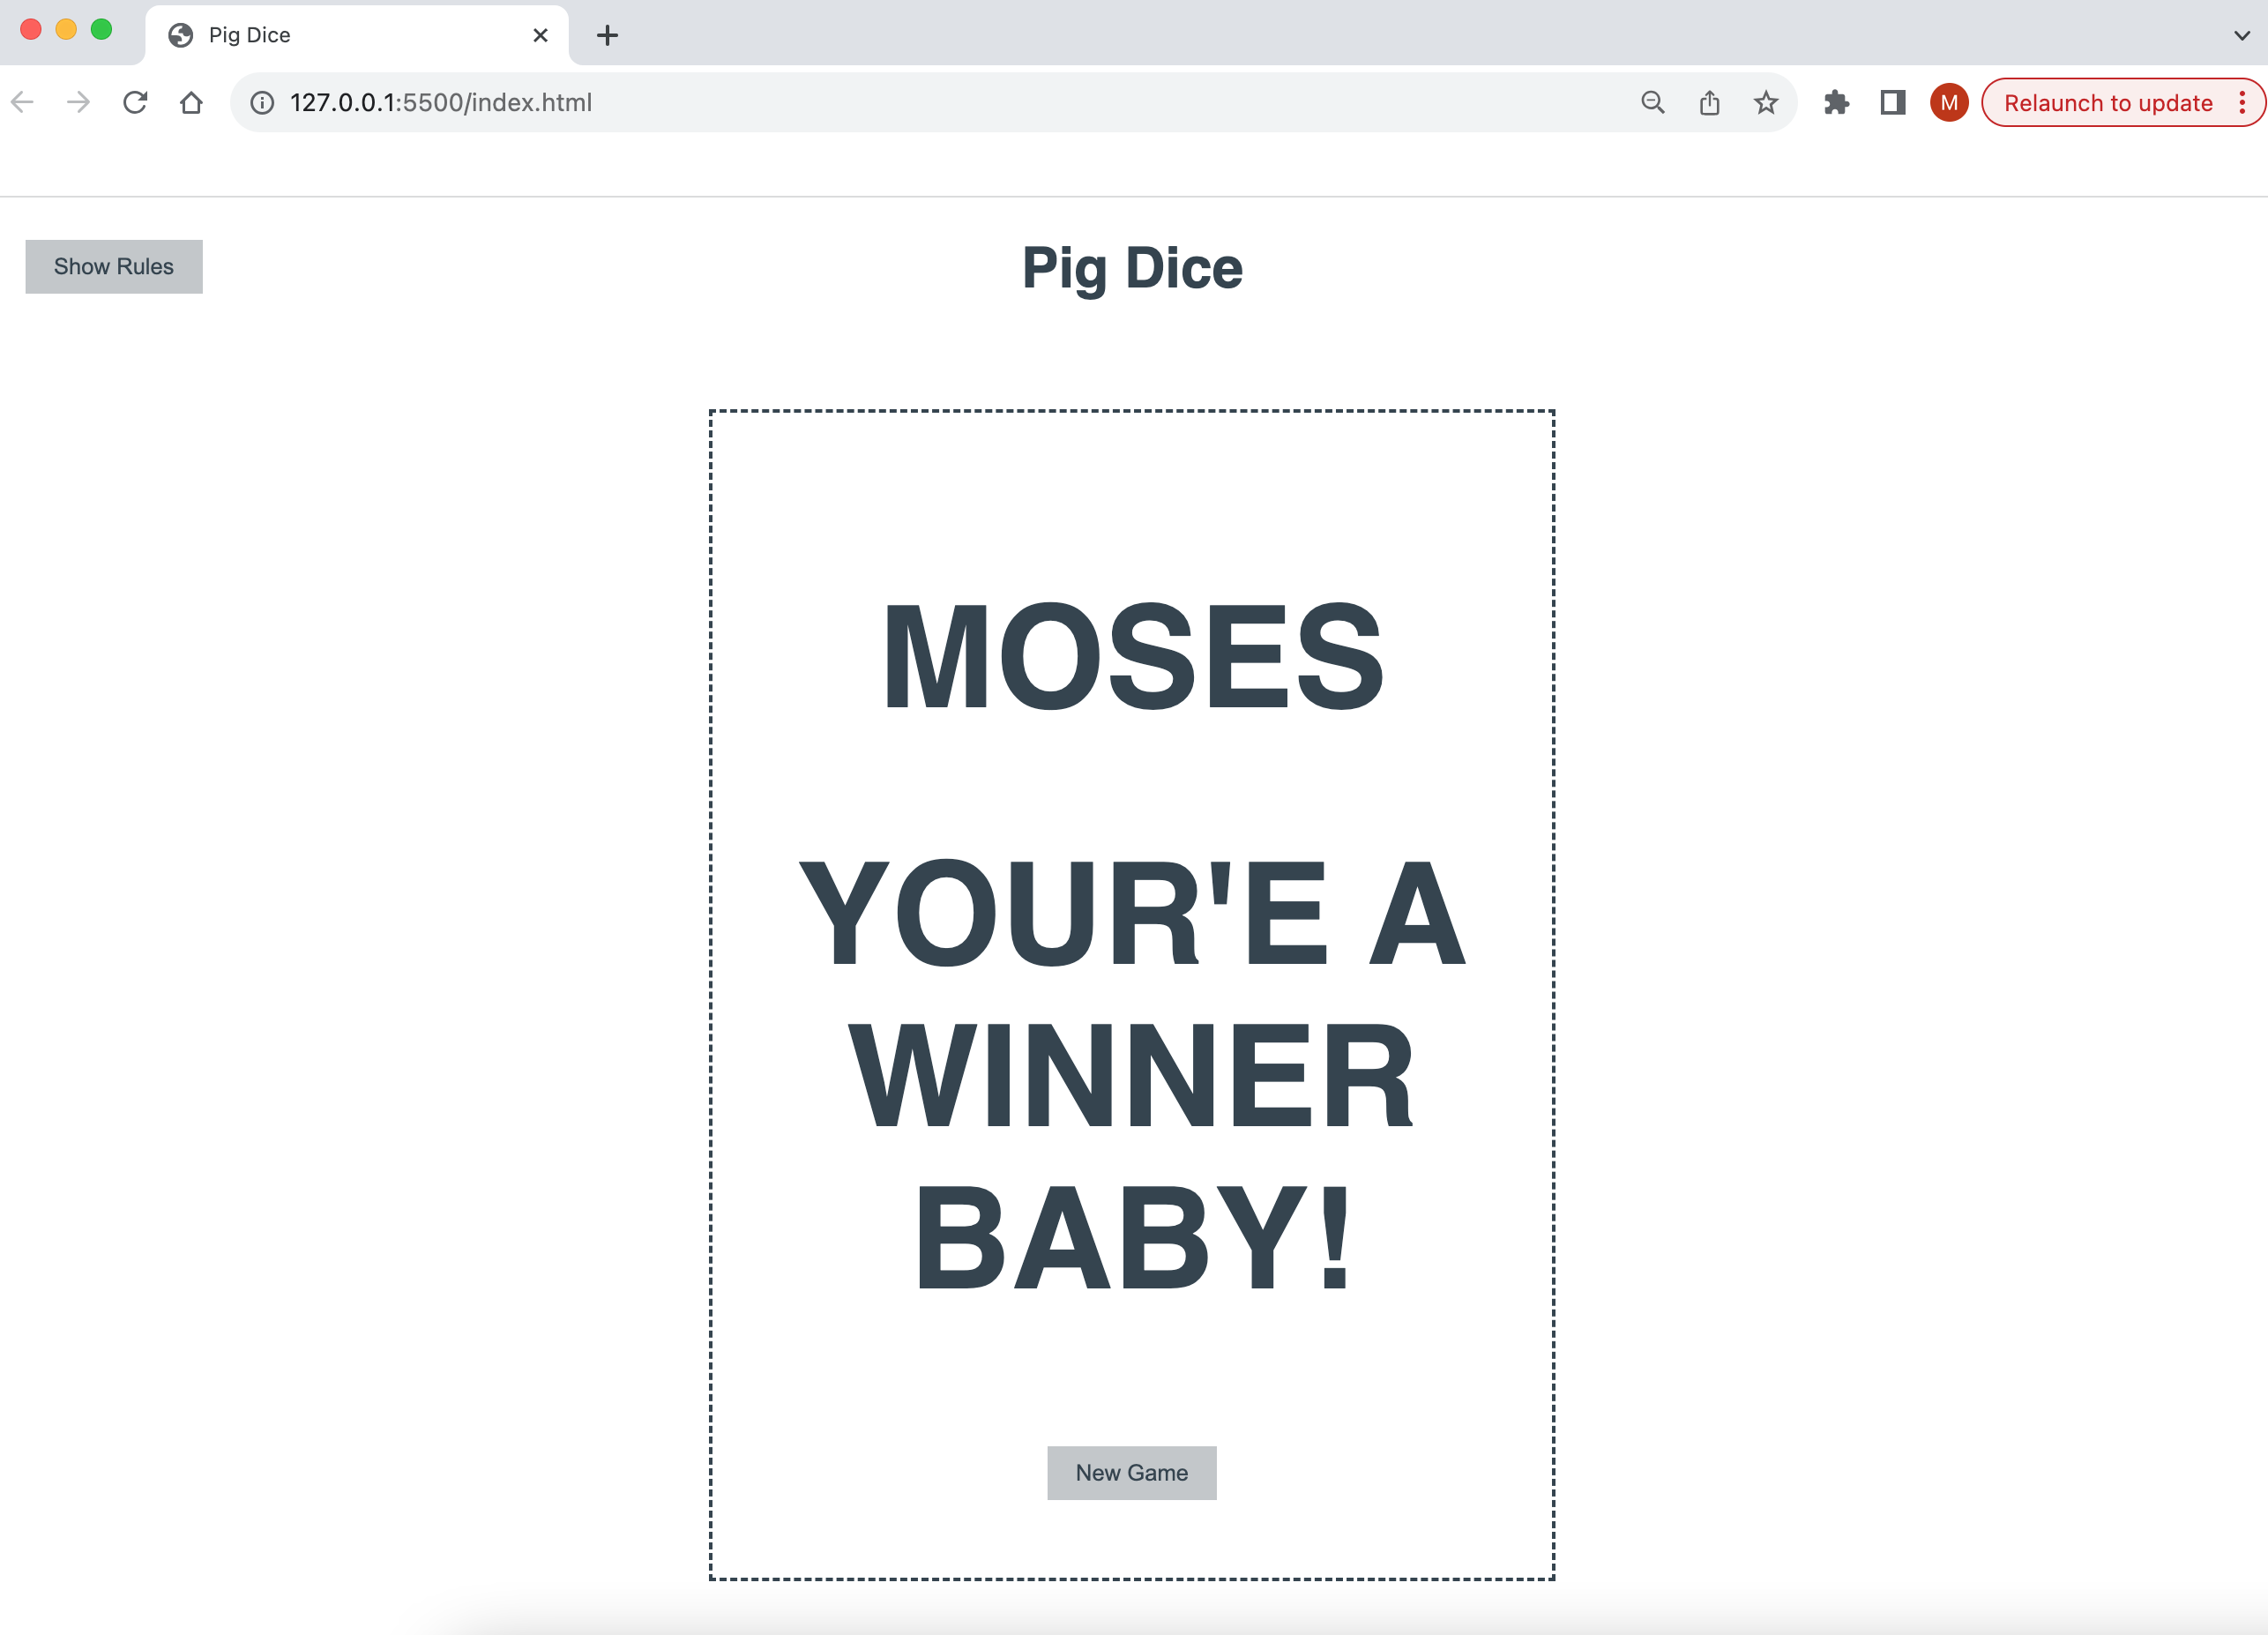 Pig Dice
127.0.0.1:5500/index.html
M
Relaunch to update
Show Rules
Pig Dice
MOSES
YOUR'E A
WINNER
BABY!
New Game